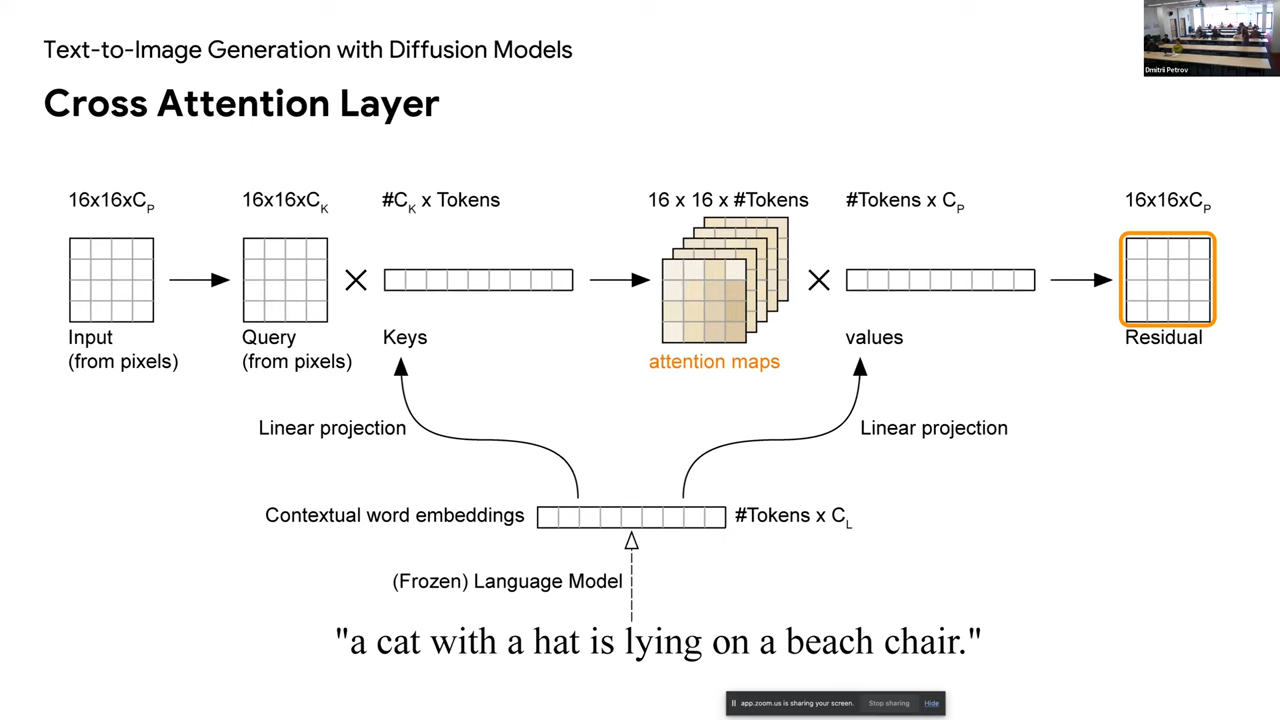 Text-to-Image Generation with Diffusion Models
Cross Attention Layer
Dmitrii Petrov
16x16xCP
16x16xCK
#CK x Tokens
16 x 16 x #Tokens
#Tokens x CP
16x16xCP
Input
(from pixels)
Query
(from pixels)
Keys
attention maps
values
Residual
Linear projection
Linear projection
Contextual word embeddings
#Tokens x CL
(Frozen) Language Model
"a cat with a hat is lying on a beach chair."
app.zoom.us is sharing your screen.
Stop sharing
Hide